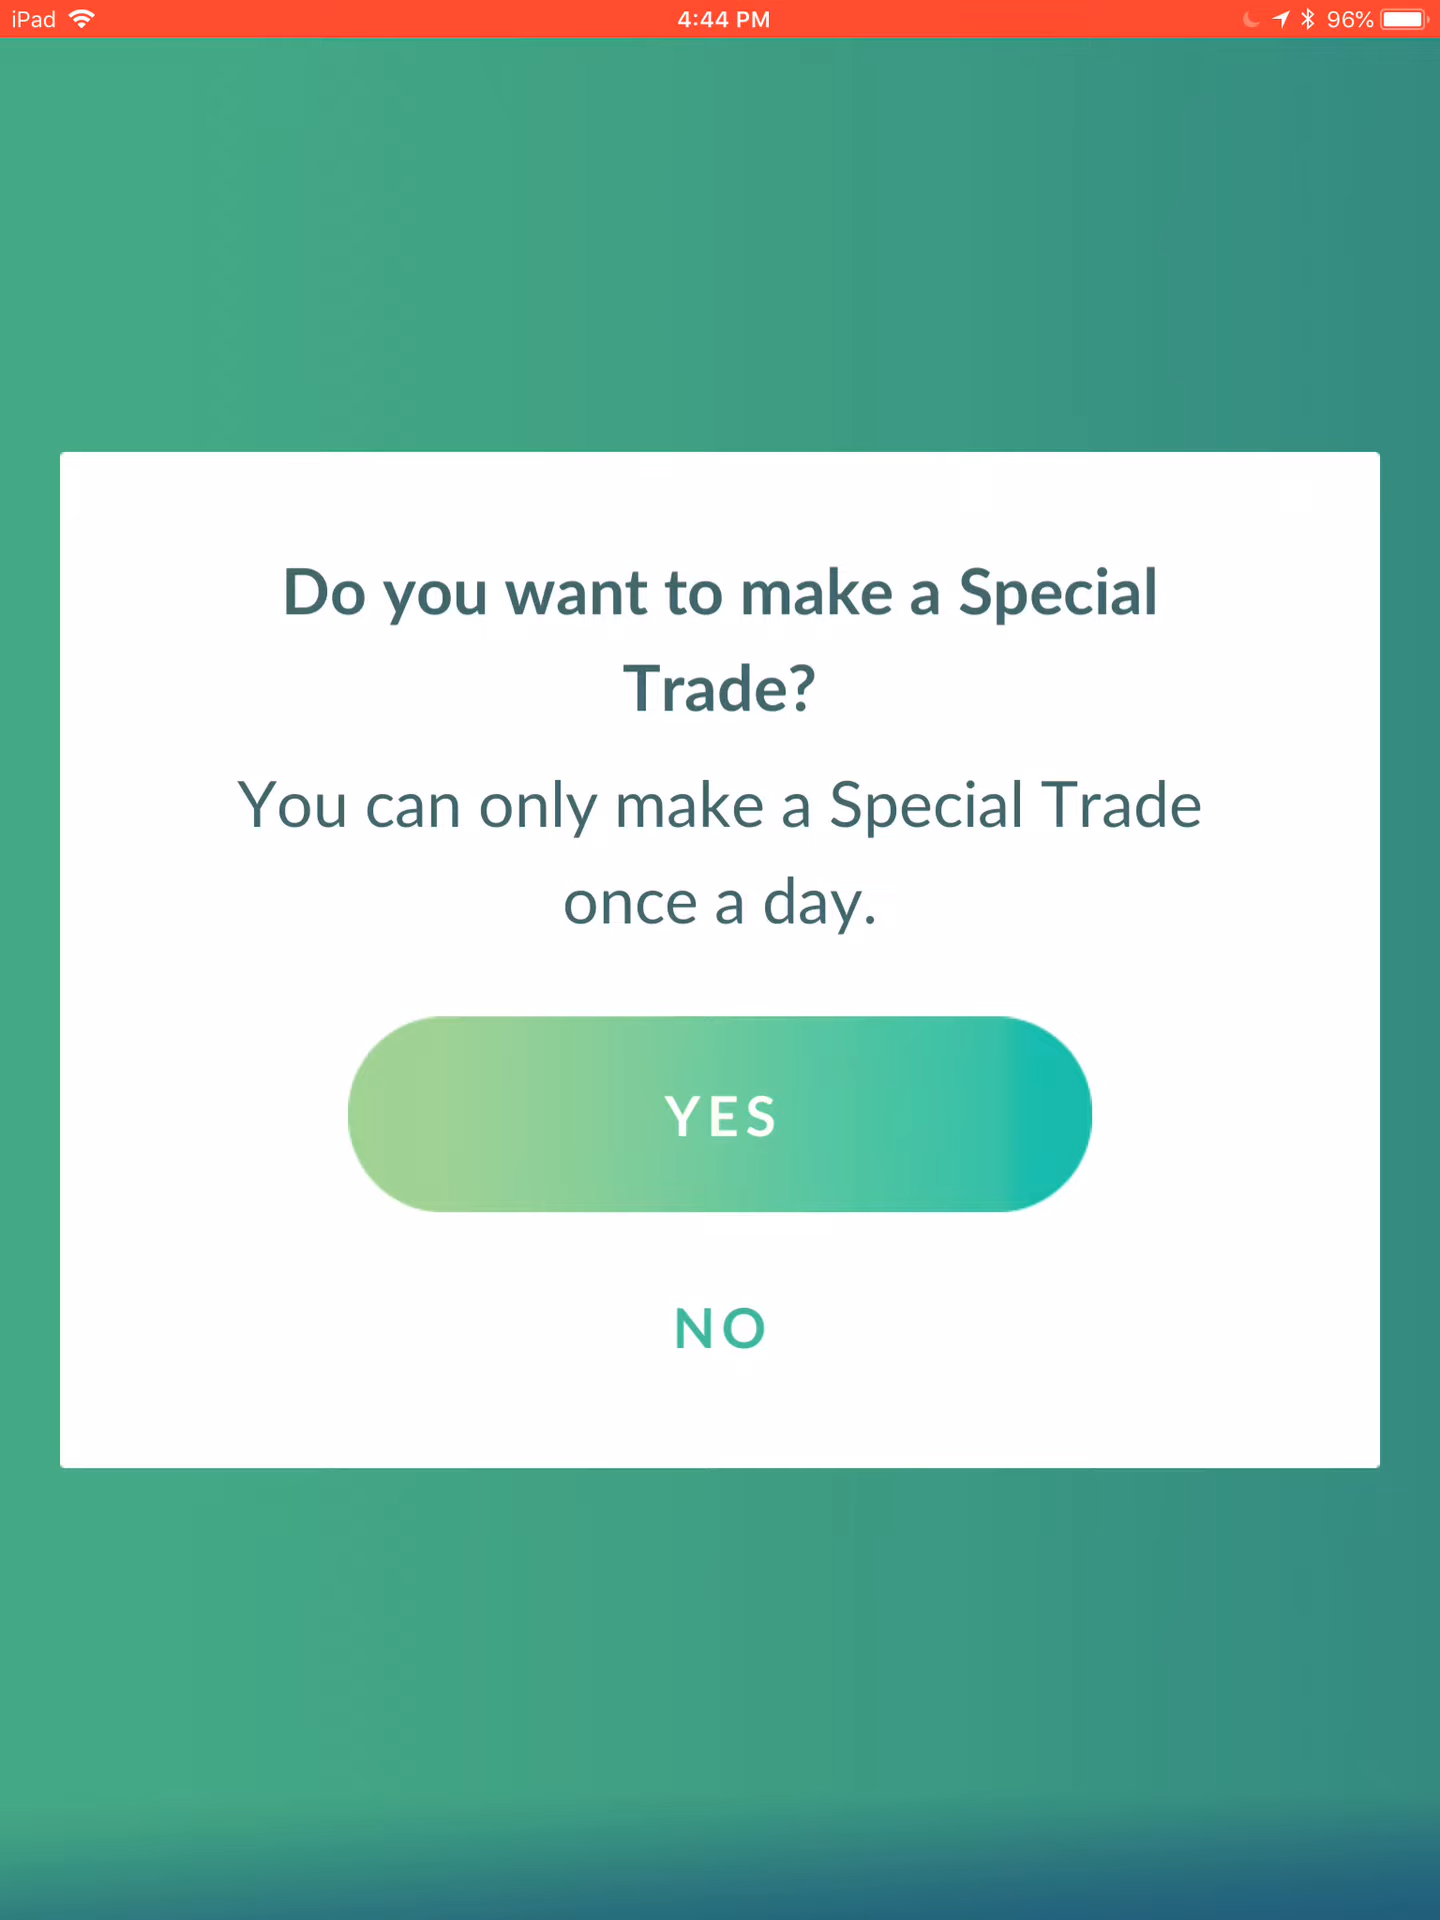 iPad 4:44 PM 96%
Do you want to make a Special
Trade?
You can only make a Special Trade
once a day.
YES
NO